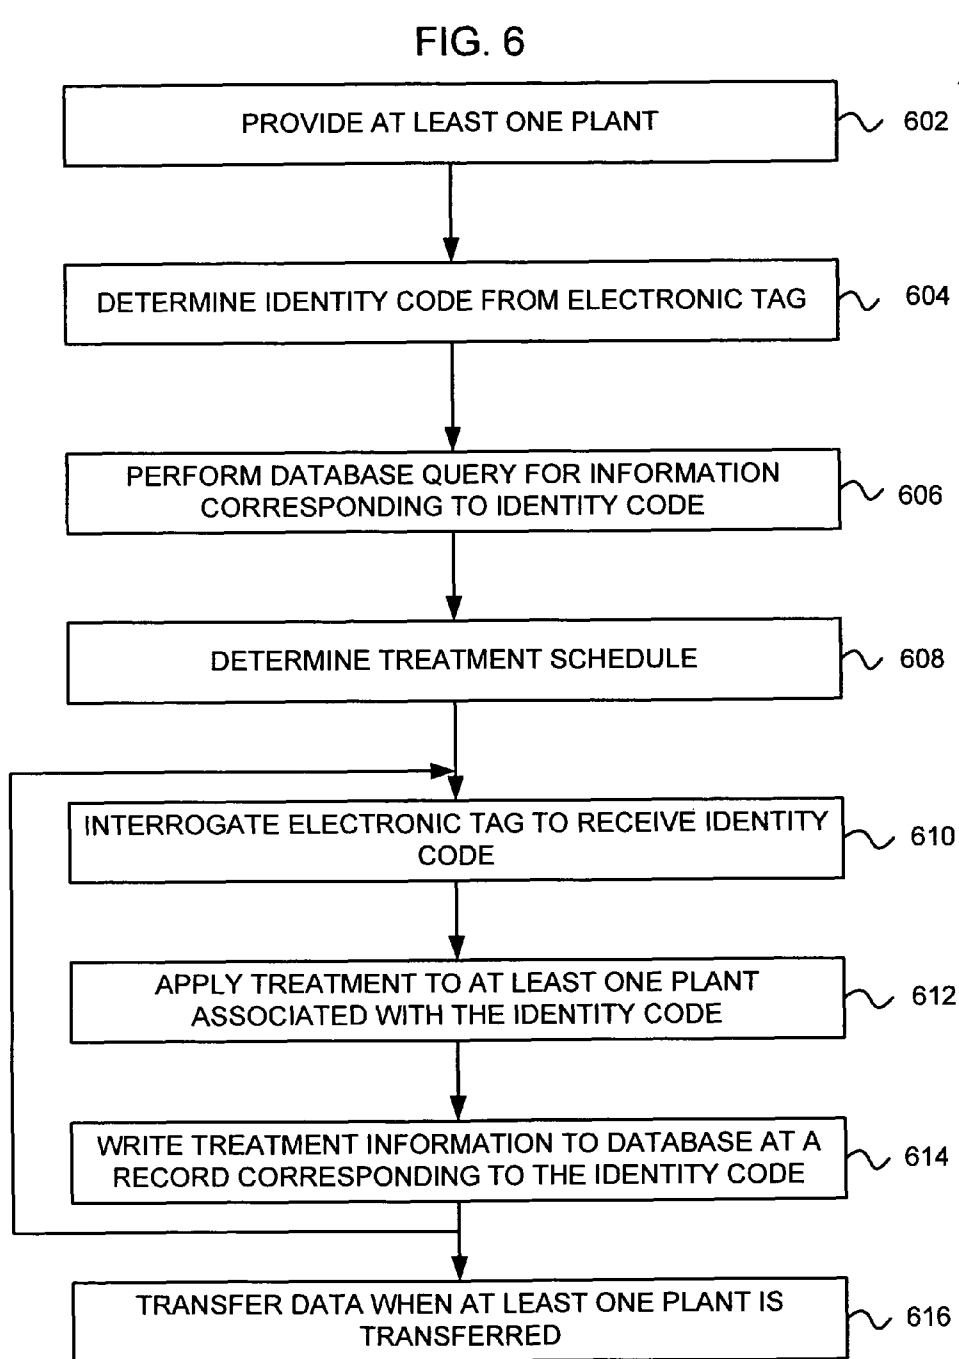 FIG. 6
PROVIDE AT LEAST ONE PLANT
602
DETERMINE IDENTITY CODE FROM ELECTRONIC TAG
604
PERFORM DATABASE QUERY FOR INFORMATION
CORRESPONDING TO IDENTITY CODE
606
DETERMINE TREATMENT SCHEDULE
608
INTERROGATE ELECTRONIC TAG TO RECEIVE IDENTITY
CODE
610
APPLY TREATMENT TO AT LEAST ONE PLANT
ASSOCIATED WITH THE IDENTITY CODE
612
WRITE TREATMENT INFORMATION TO DATABASE AT A
RECORD CORRESPONDING TO THE IDENTITY CODE
614
TRANSFER DATA WHEN AT LEAST ONE PLANT IS
TRANSFERRED
616